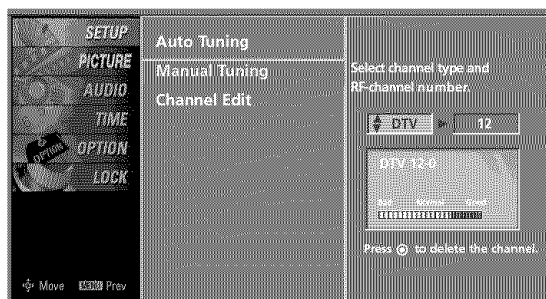 SETUP
PICTURE
AUDIO
TIME
OPTION
LOCK
OPTION
Move MENU Prev
Auto Tuning
Manual Tuning
Channel Edit
Select channel type and
RF-channel number.
DTV 12
DTV 12-0
Bad Normal Good
Press to delete the channel.